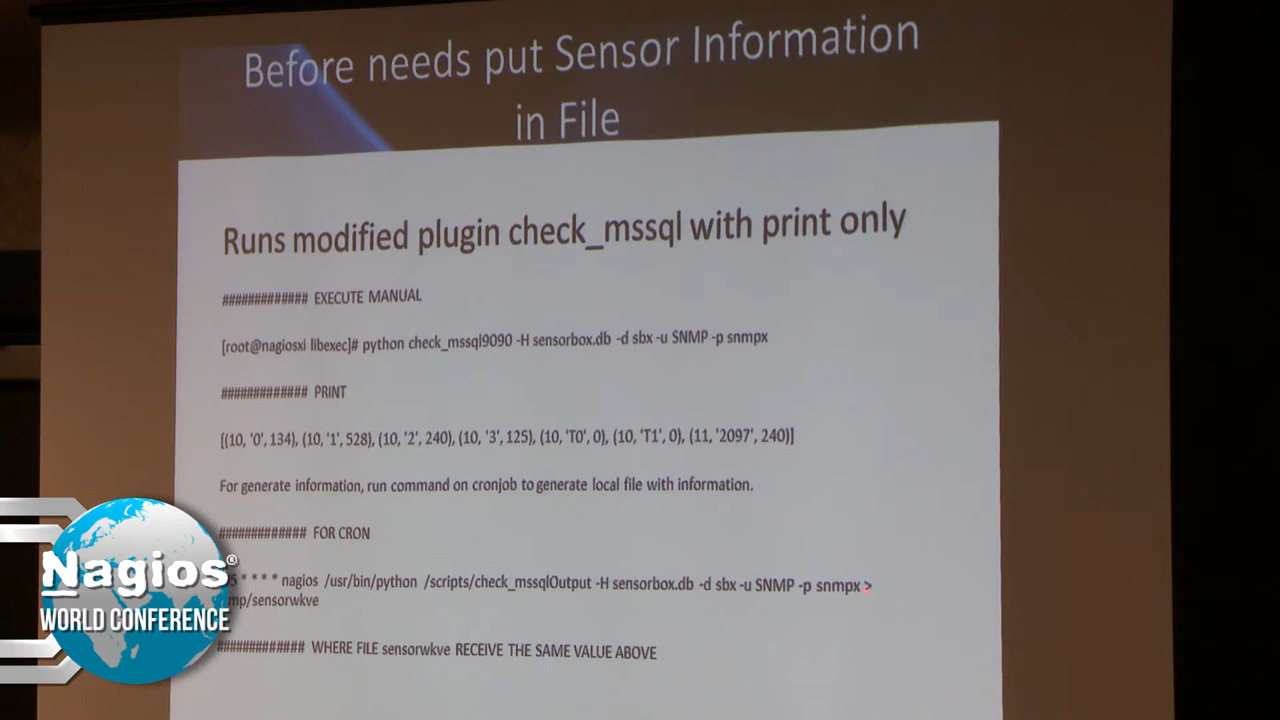 Before needs put Sensor Information
in File
Runs modified plugin check_mssql with print only
############# EXECUTE MANUAL
[root@nagiosxi libexec]# python check_mssql9090 -H sensorbox.db -d sbx -u SNMP -p snmpx
############# PRINT
[(10, '0', 134), (10, '1', 528), (10, '2', 240), (10, '3', 125), (10, 'T0', 0), (10, 'T1', 0), (11, '2097', 240)]
For generate information, run command on cronjob to generate local file with information.
############# FOR CRON
* * * * nagios /usr/bin/python /scripts/check_mssqlOutput -H sensorbox.db -d sbx -u SNMP -p snmpx >
mp/sensorwkve
############# WHERE FILE sensorwkve RECEIVE THE SAME VALUE ABOVE
Nagios®
WORLD CONFERENCE